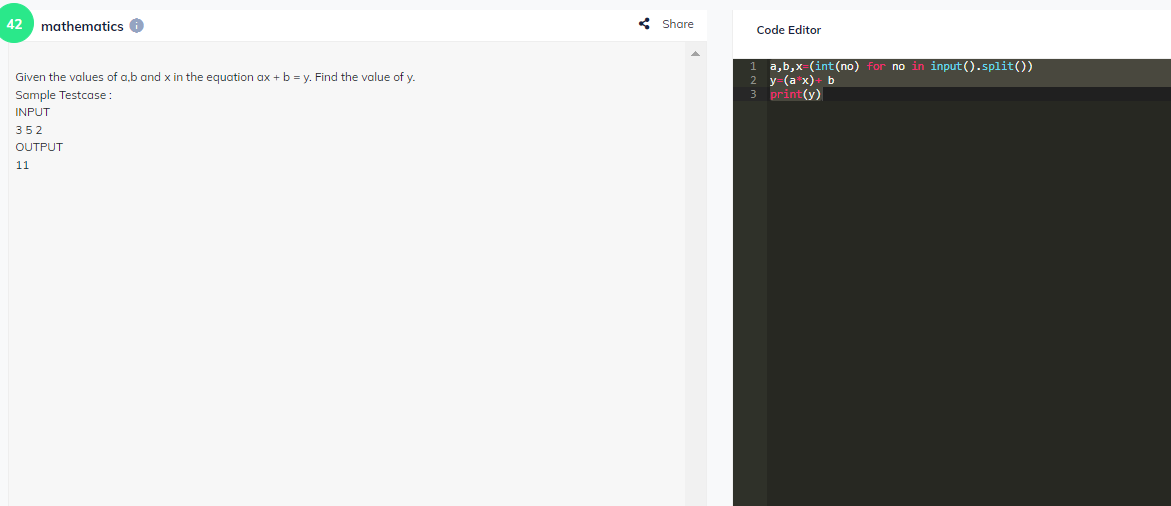 42 mathematics
Share
Given the values of a,b and x in the equation ax + b = y. Find the value of y.
Sample Testcase :
INPUT
3 5 2
OUTPUT
11
Code Editor
1 a,b,x=(int(no) for no in input().split())
2 y=(a*x)+ b
3 print(y)